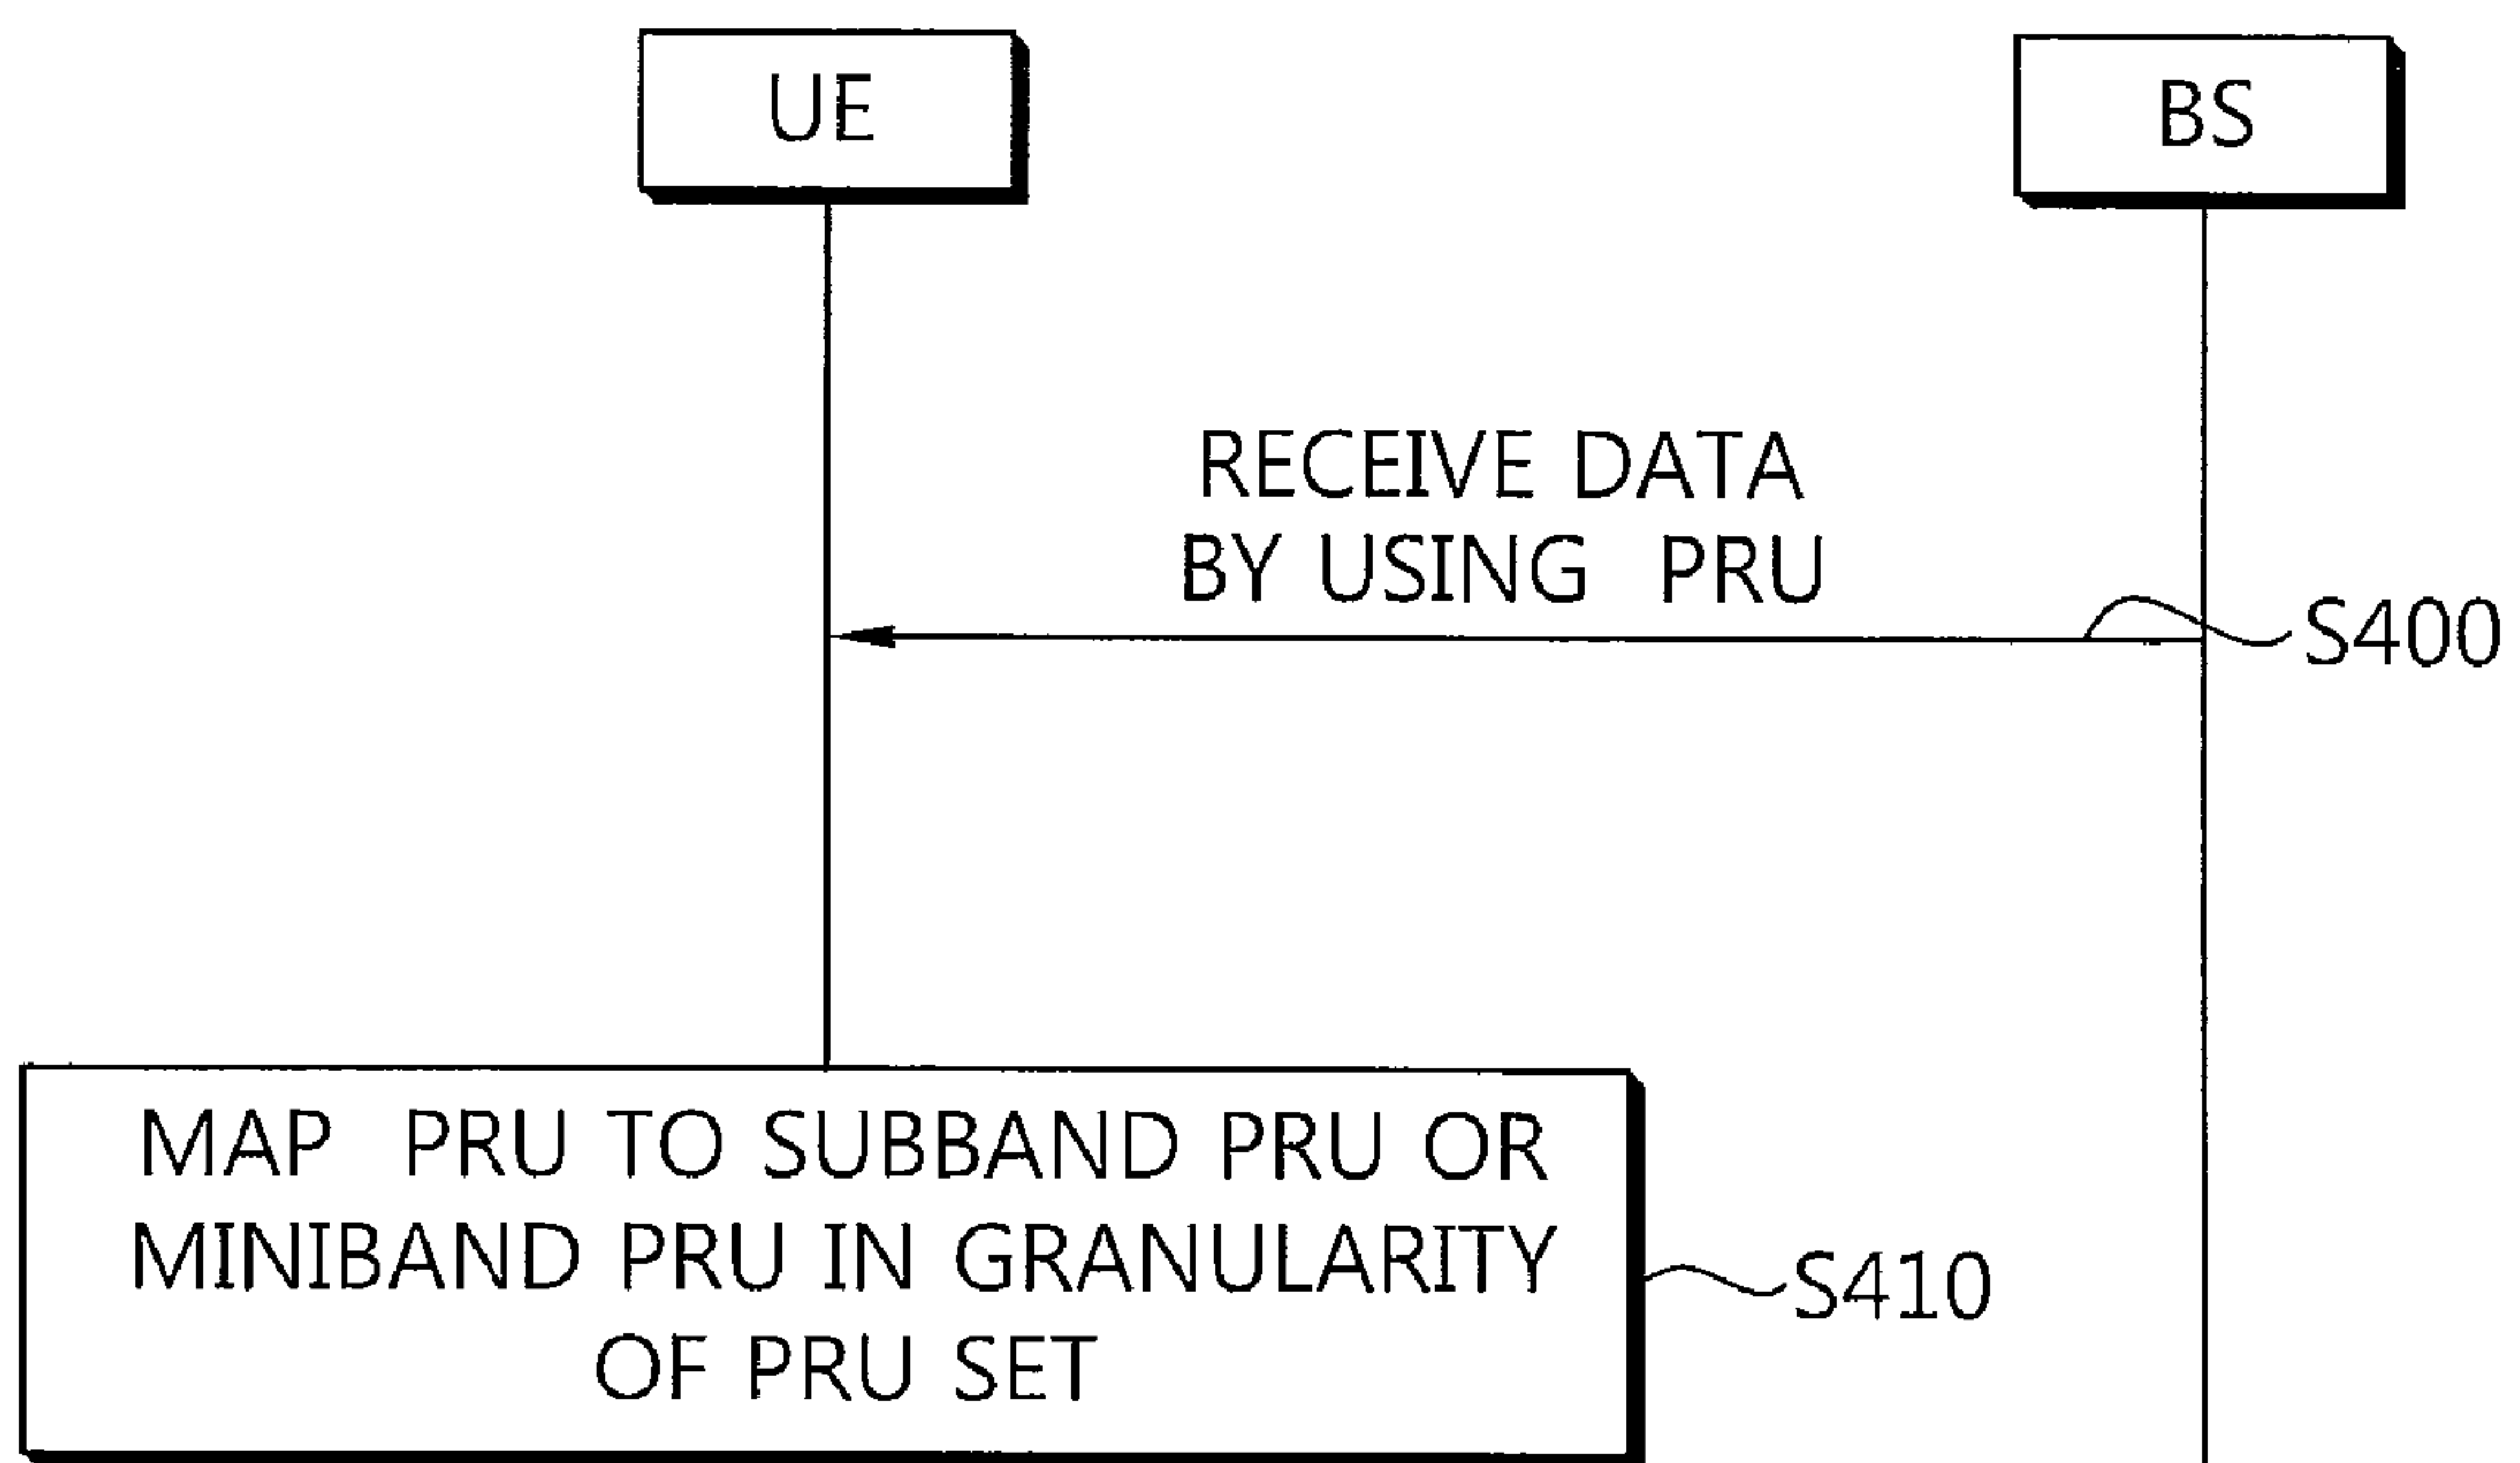 UE
BS
RECEIVE DATA
BY USING PRU
S400
MAP PRU TO SUBBAND PRU OR
MINIBAND PRU IN GRANULARITY
OF PRU SET
S410